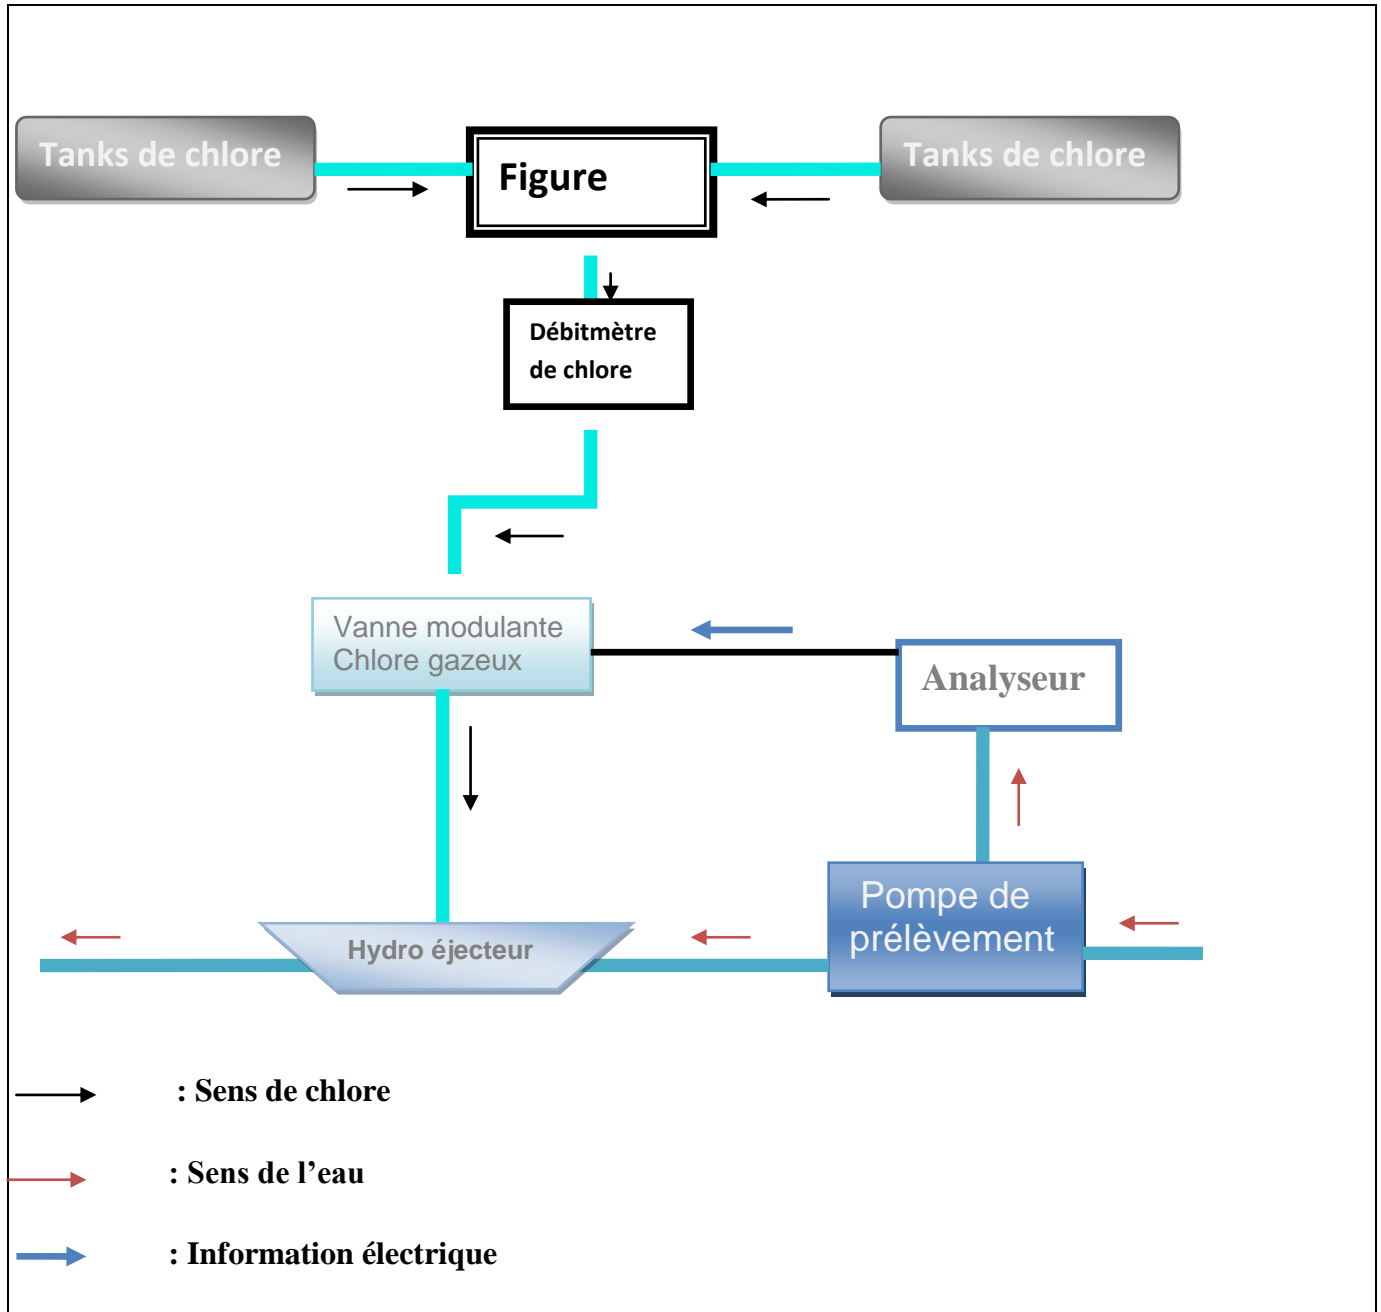 Tanks de chlore
Figure
Tanks de chlore
Débitmètre
de chlore
Vanne modulante
Chlore gazeux
Analyseur
Pompe de
prélèvement
Hydro éjecteur
: Sens de chlore
: Sens de l’eau
: Information électrique